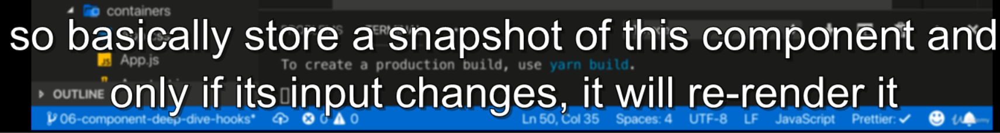 containers
so basically store a snapshot of this component and
TERMINAL
App.js
To create a production build, use yarn build.
OUTLINE
only if its input changes, it will re-render it
06-component-deep-dive-hooks* 0 0 Ln 50, Col 35 Spaces: 4 UTF-8 LF JavaScript Prettier: ✓